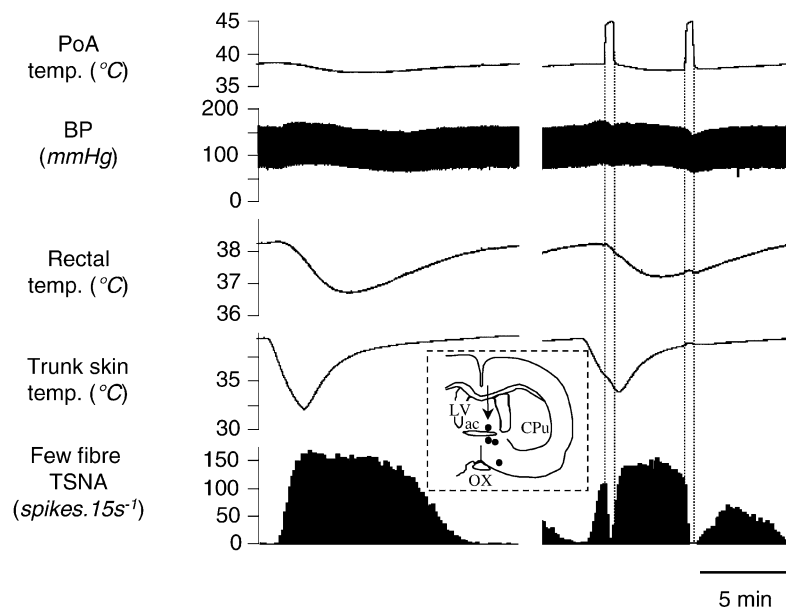 PoA
temp. (°C)
45
40
35
BP
(mmHg)
200
100
0
Rectal
temp. (°C)
38
37
36
Trunk skin
temp. (°C)
35
30
LV
ac
CPu
OX
Few fibre
TSNA
(spikes.15s-1)
150
100
50
0
5 min